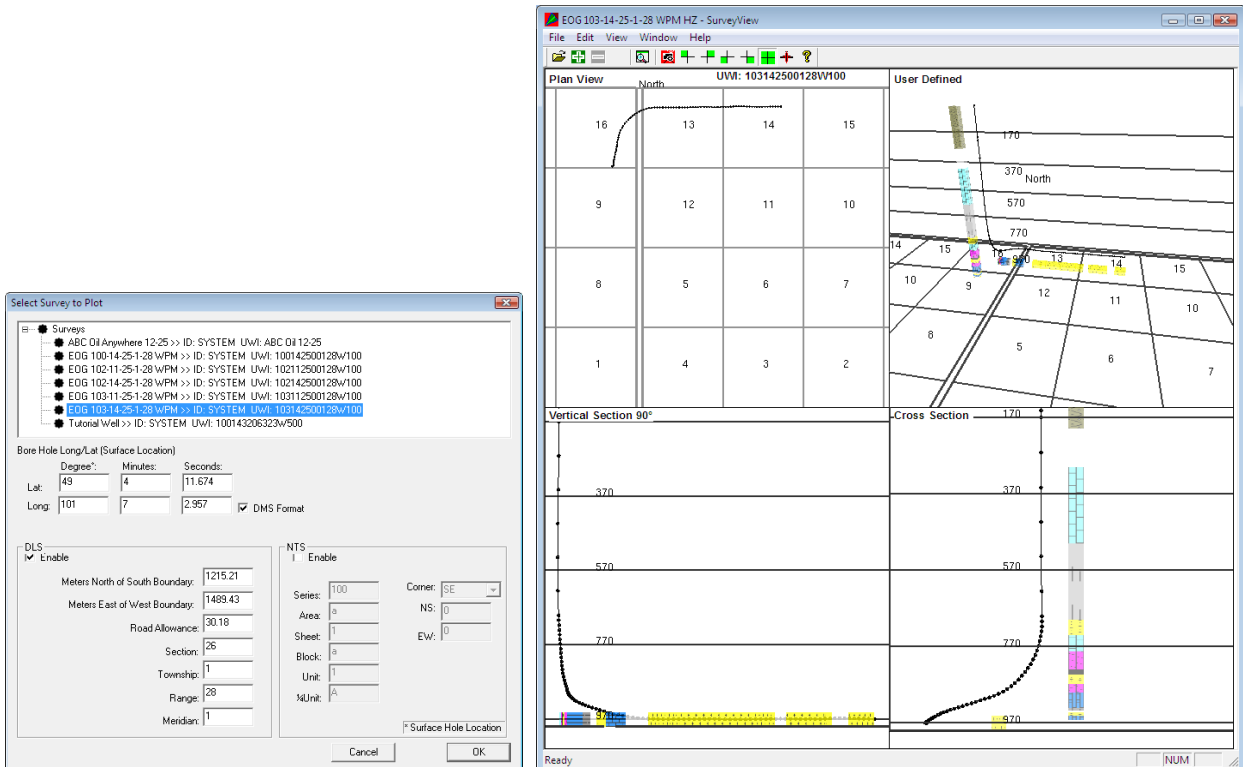 Select Survey to Plot
Surveys
ABC Oil Anywhere 12-25 >> ID: SYSTEM UWI: ABC Oil 12-25
EOG 100-14-25-1-28 WPM >> ID: SYSTEM UWI: 100142500128W100
EOG 102-11-25-1-28 WPM >> ID: SYSTEM UWI: 102112500128W100
EOG 102-14-25-1-28 WPM >> ID: SYSTEM UWI: 102142500128W100
EOG 103-11-25-1-28 WPM >> ID: SYSTEM UWI: 103112500128W100
EOG 103-14-25-1-28 WPM >> ID: SYSTEM UWI: 103142500128W100
Tutorial Well >> ID: SYSTEM UWI: 100143206323W500
Bore Hole Long/Lat (Surface Location)
Degree*: Minutes: Seconds:
Lat: 49 4 11.674
Long: 101 7 2.957 DMS Format
DLS
Enable
Meters North of South Boundary: 1215.21
Meters East of West Boundary: 1489.43
Road Allowance: 30.18
Section: 26
Township: 1
Range: 28
Meridian: 1
NTS
Enable
Series: 100
Area: a
Sheet: 1
Block: a
Unit: 1
¼Unit: A
Corner: SE
NS: 0
EW: 0
* Surface Hole Location
Cancel OK
EOG 103-14-25-1-28 WPM HZ - SurveyView
File Edit View Window Help
Plan View
North
UWI: 103142500128W100
16 13 14 15
9 12 11 10
8 5 6 7
1 4 3 2
User Defined
170
370 North
570
770
14 15 16 970 13 14 15
10 9 12 11 10
8 5 6 7
Vertical Section 90°
370
570
770
970
Cross Section
170
370
570
770
970
Ready NUM